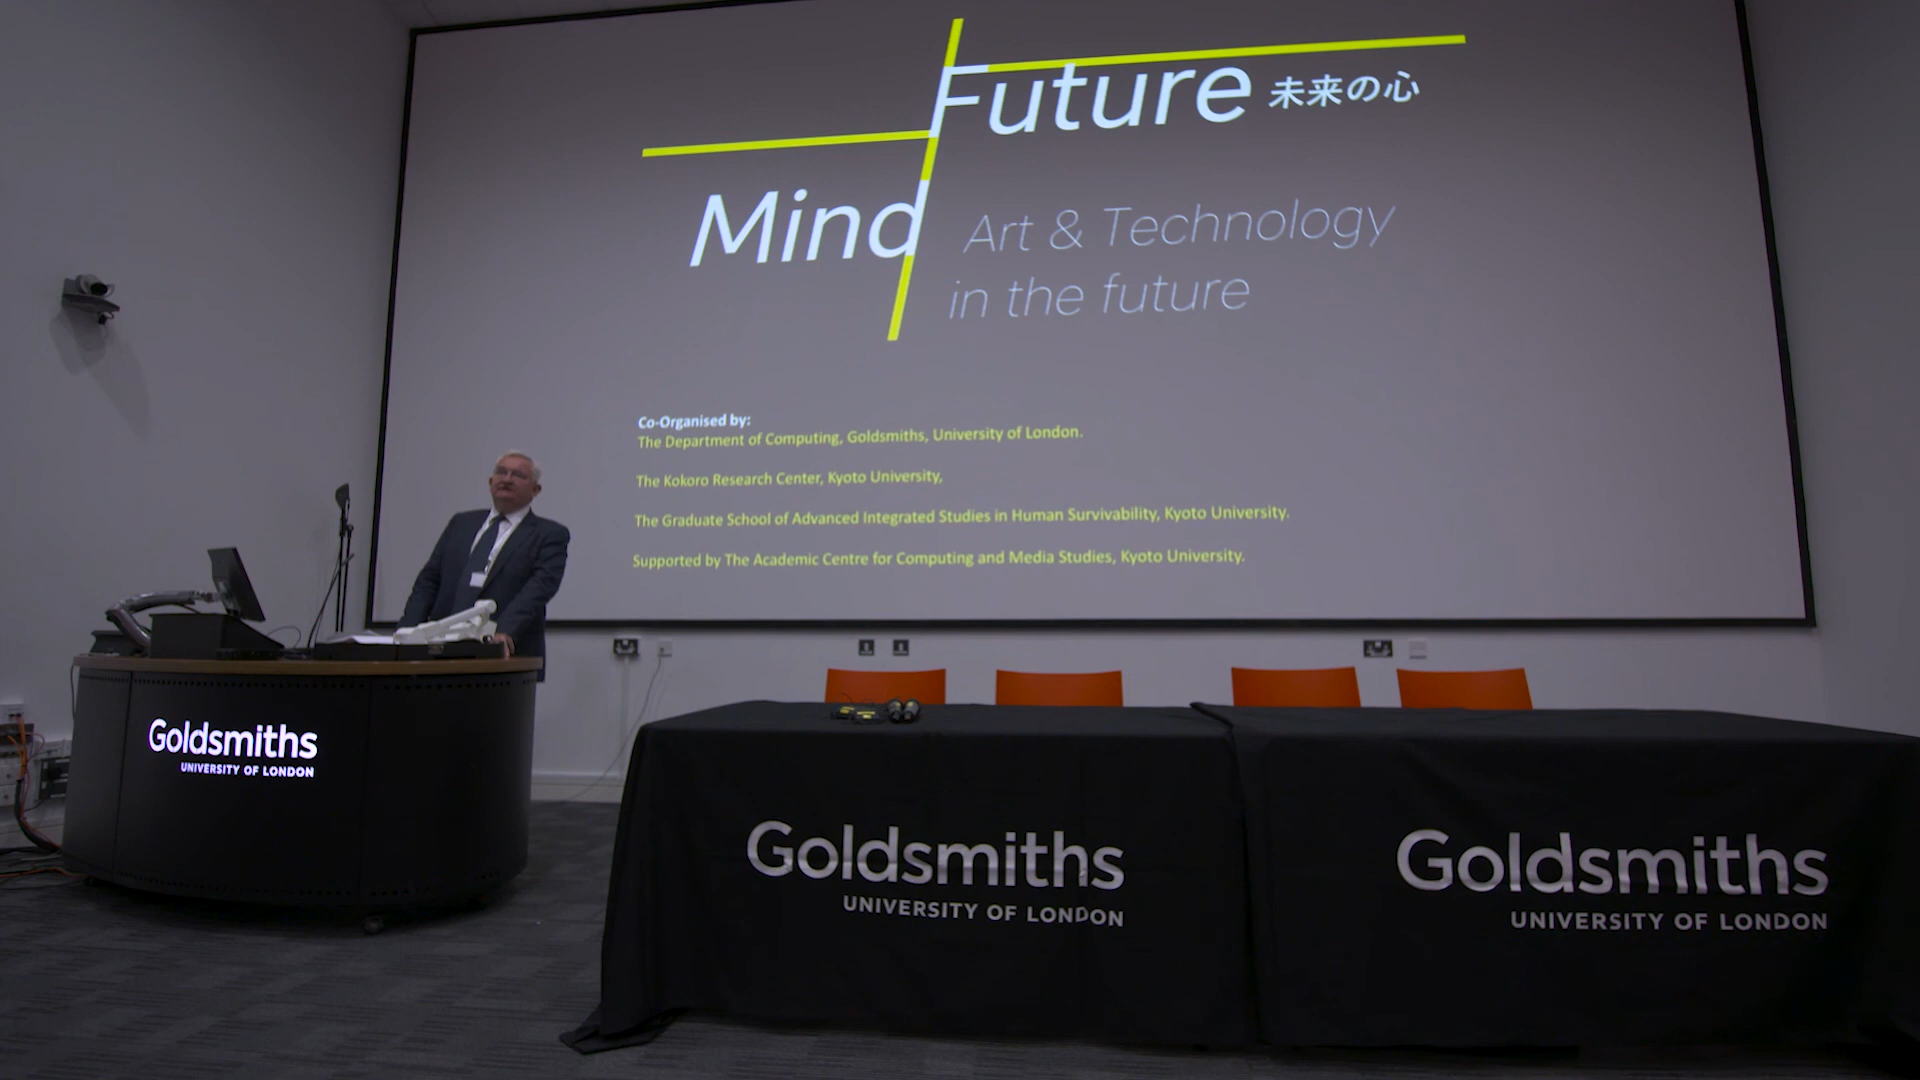 Future 未来の心
Mind
Art & Technology
in the future
Co-Organised by:
The Department of Computing, Goldsmiths, University of London.
The Kokoro Research Center, Kyoto University,
The Graduate School of Advanced Integrated Studies in Human Survivability, Kyoto University.
Supported by The Academic Centre for Computing and Media Studies, Kyoto University.
Goldsmiths
UNIVERSITY OF LONDON
Goldsmiths
UNIVERSITY OF LONDON
Goldsmiths
UNIVERSITY OF LONDON